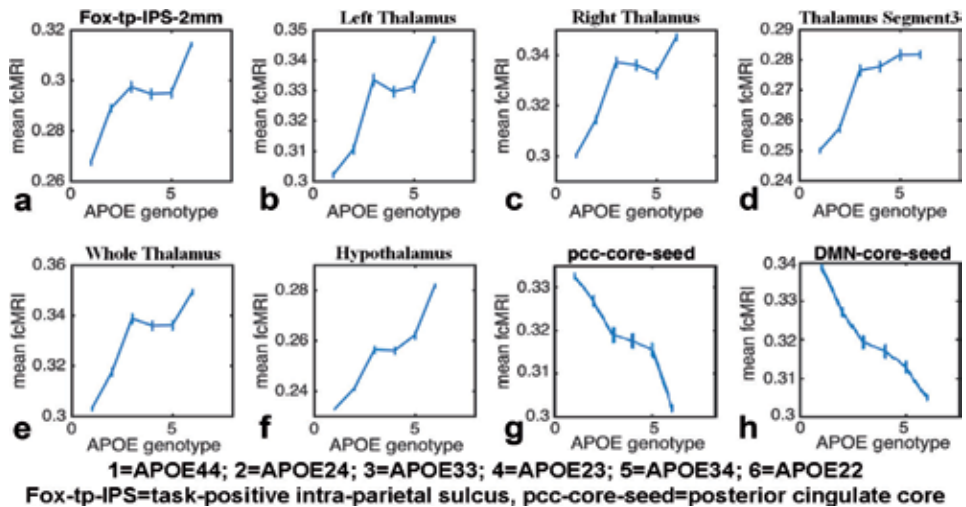 Fox-tp-IPS-2mm
0.32
0.3
0.28
0.26
mean fcMRI
0
5
APOE genotype
a
Left Thalamus
0.35
0.34
0.33
0.32
0.31
0.3
mean fcMRI
0
5
APOE genotype
b
Right Thalamus
0.34
0.32
0.3
mean fcMRI
0
5
APOE genotype
c
Thalamus Segment34
0.29
0.28
0.27
0.26
0.25
0.24
mean fcMRI
0
5
APOE genotype
d
Whole Thalamus
0.36
0.34
0.32
0.3
mean fcMRI
0
5
APOE genotype
e
Hypothalamus
0.28
0.26
0.24
mean fcMRI
0
5
APOE genotype
f
pcc-core-seed
0.33
0.32
0.31
0.3
mean fcMRI
0
5
APOE genotype
g
DMN-core-seed
0.34
0.33
0.32
0.31
0.3
mean fcMRI
0
5
APOE genotype
h
1=APOE44; 2=APOE24; 3=APOE33; 4=APOE23; 5=APOE34; 6=APOE22
Fox-tp-IPS=task-positive intra-parietal sulcus, pcc-core-seed=posterior cingulate core